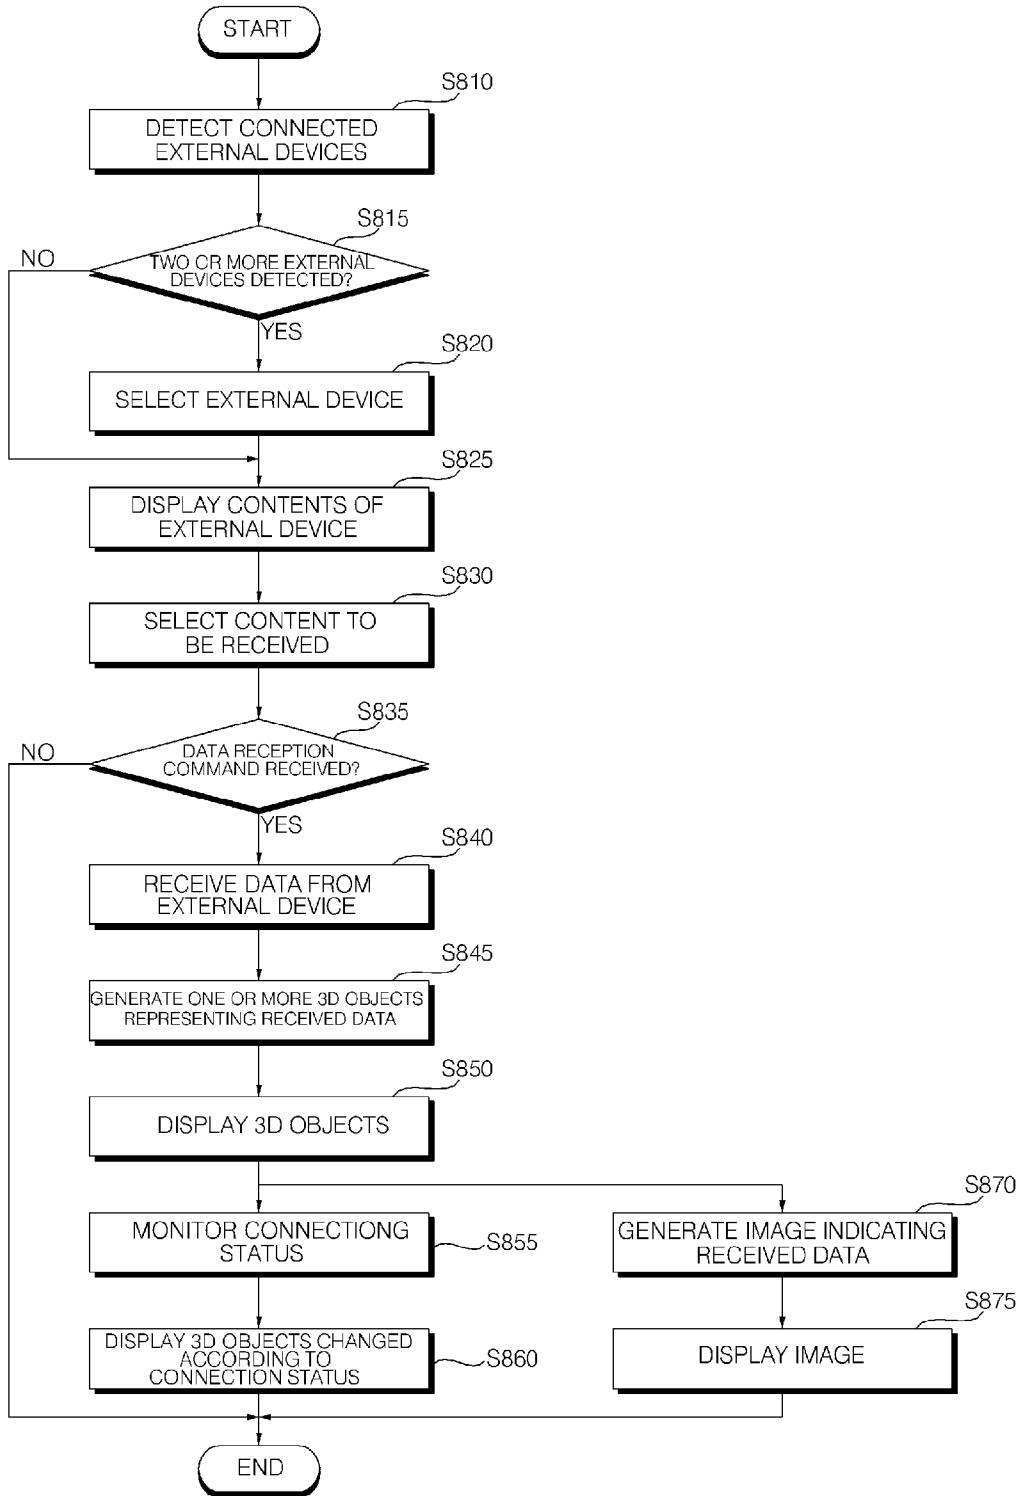 START
S810
DETECT CONNECTED
EXTERNAL DEVICES
S815
NO
TWO OR MORE EXTERNAL
DEVICES DETECTED?
YES
S820
SELECT EXTERNAL DEVICE
S825
DISPLAY CONTENTS OF
EXTERNAL DEVICE
S830
SELECT CONTENT TO
BE RECEIVED
S835
NO
DATA RECEPTION
COMMAND RECEIVED?
YES
S840
RECEIVE DATA FROM
EXTERNAL DEVICE
S845
GENERATE ONE OR MORE 3D OBJECTS
REPRESENTING RECEIVED DATA
S850
DISPLAY 3D OBJECTS
MONITOR CONNECTIONG
STATUS
S855
S870
GENERATE IMAGE INDICATING
RECEIVED DATA
DISPLAY 3D OBJECTS CHANGED
ACCORDING TO
CONNECTION STATUS
S860
S875
DISPLAY IMAGE
END